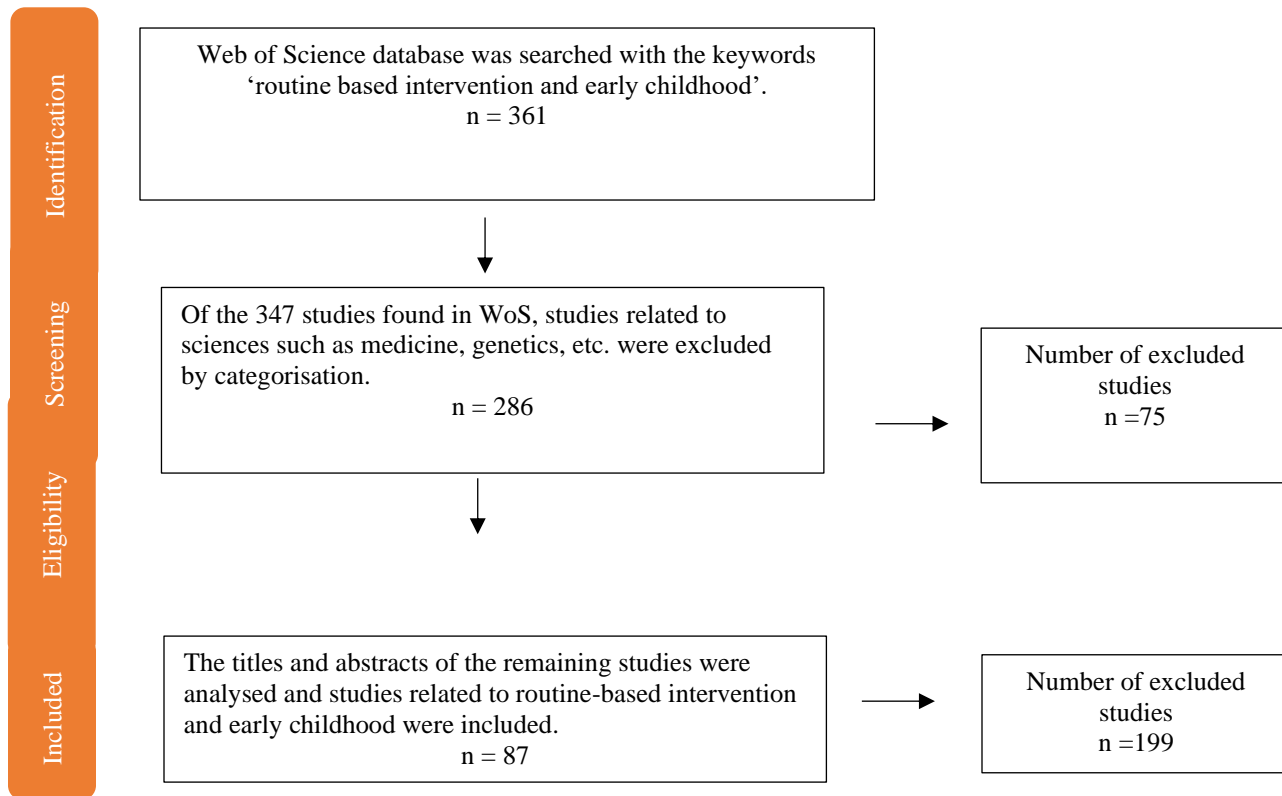 Identification
Web of Science database was searched with the keywords
‘routine based intervention and early childhood’.
n = 361
Screening
Of the 347 studies found in WoS, studies related to
sciences such as medicine, genetics, etc. were excluded
by categorisation.
n = 286
Number of excluded
studies
n =75
Eligibility
Included
The titles and abstracts of the remaining studies were
analysed and studies related to routine-based intervention
and early childhood were included.
n = 87
Number of excluded
studies
n =199